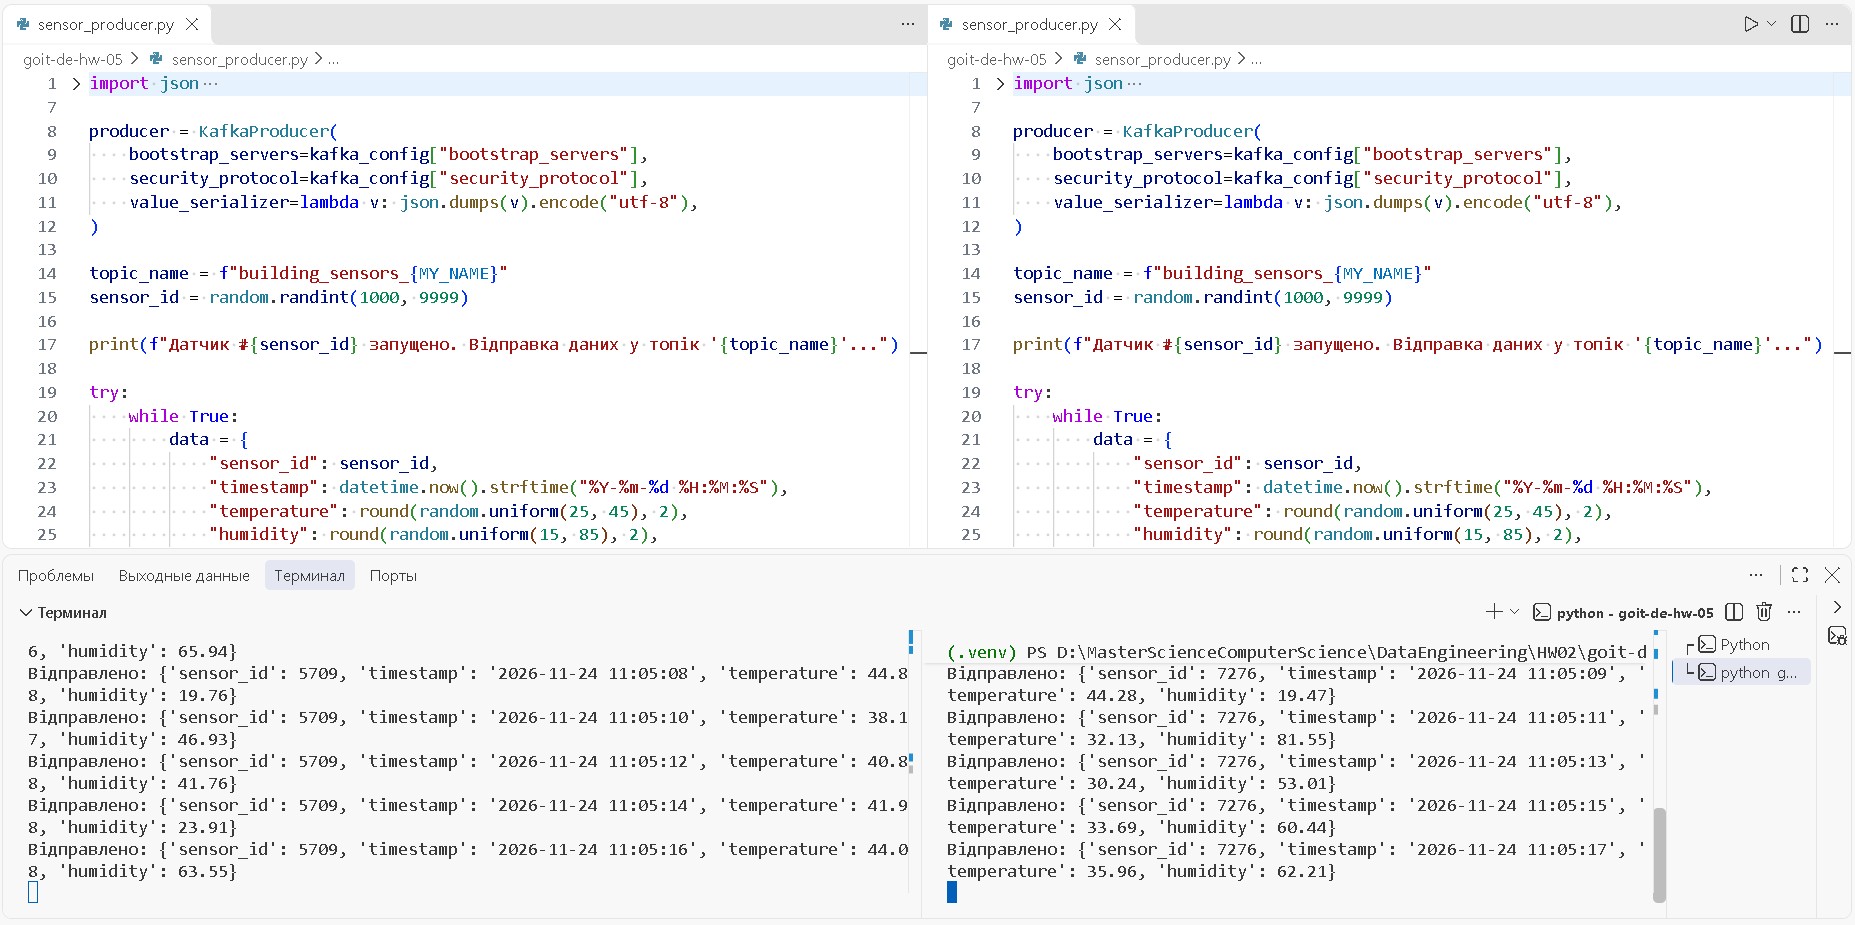 sensor_producer.py
goit-de-hw-05 > sensor_producer.py > ...
1 import json ...
7
8 producer = KafkaProducer(
9 bootstrap_servers=kafka_config["bootstrap_servers"],
10 security_protocol=kafka_config["security_protocol"],
11 value_serializer=lambda v: json.dumps(v).encode("utf-8"),
12 )
13
14 topic_name = f"building_sensors_{MY_NAME}"
15 sensor_id = random.randint(1000, 9999)
16
17 print(f"Датчик #{sensor_id} запущено. Відправка даних у топік '{topic_name}'...")
18
19 try:
20 while True:
21 data = {
22 "sensor_id": sensor_id,
23 "timestamp": datetime.now().strftime("%Y-%m-%d %H:%M:%S"),
24 "temperature": round(random.uniform(25, 45), 2),
25 "humidity": round(random.uniform(15, 85), 2),
sensor_producer.py
goit-de-hw-05 > sensor_producer.py > ...
1 import json ...
7
8 producer = KafkaProducer(
9 bootstrap_servers=kafka_config["bootstrap_servers"],
10 security_protocol=kafka_config["security_protocol"],
11 value_serializer=lambda v: json.dumps(v).encode("utf-8"),
12 )
13
14 topic_name = f"building_sensors_{MY_NAME}"
15 sensor_id = random.randint(1000, 9999)
16
17 print(f"Датчик #{sensor_id} запущено. Відправка даних у топік '{topic_name}'...")
18
19 try:
20 while True:
21 data = {
22 "sensor_id": sensor_id,
23 "timestamp": datetime.now().strftime("%Y-%m-%d %H:%M:%S"),
24 "temperature": round(random.uniform(25, 45), 2),
25 "humidity": round(random.uniform(15, 85), 2),
Проблемы Выходные данные Терминал Порты
Терминал
python - goit-de-hw-05
6, 'humidity': 65.94}
Відправлено: {'sensor_id': 5709, 'timestamp': '2026-11-24 11:05:08', 'temperature': 44.8
8, 'humidity': 19.76}
Відправлено: {'sensor_id': 5709, 'timestamp': '2026-11-24 11:05:10', 'temperature': 38.1
7, 'humidity': 46.93}
Відправлено: {'sensor_id': 5709, 'timestamp': '2026-11-24 11:05:12', 'temperature': 40.8
8, 'humidity': 41.76}
Відправлено: {'sensor_id': 5709, 'timestamp': '2026-11-24 11:05:14', 'temperature': 41.9
8, 'humidity': 23.91}
Відправлено: {'sensor_id': 5709, 'timestamp': '2026-11-24 11:05:16', 'temperature': 44.0
8, 'humidity': 63.55}
(.venv) PS D:\MasterScienceComputerScience\DataEngineering\HW02\goit-d
Відправлено: {'sensor_id': 7276, 'timestamp': '2026-11-24 11:05:09', '
temperature': 44.28, 'humidity': 19.47}
Відправлено: {'sensor_id': 7276, 'timestamp': '2026-11-24 11:05:11', '
temperature': 32.13, 'humidity': 81.55}
Відправлено: {'sensor_id': 7276, 'timestamp': '2026-11-24 11:05:13', '
temperature': 30.24, 'humidity': 53.01}
Відправлено: {'sensor_id': 7276, 'timestamp': '2026-11-24 11:05:15', '
temperature': 33.69, 'humidity': 60.44}
Відправлено: {'sensor_id': 7276, 'timestamp': '2026-11-24 11:05:17', '
temperature': 35.96, 'humidity': 62.21}
Python
python g...